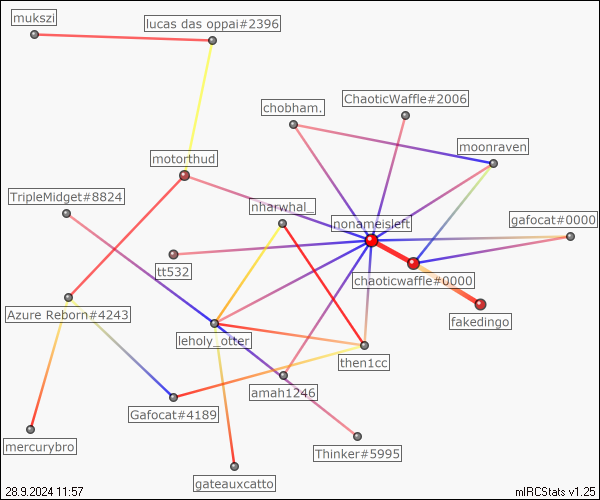 mukszi
lucas das oppai#2396
ChaoticWaffle#2006
chobham.
moonraven
motorthud
TripleMidget#8824
nharwhal_
nonameisleft
gafocat#0000
tt532
chaoticwaffle#0000
Azure Reborn#4243
fakedingo
leholy_otter
then1cc
amah1246
Gafocat#4189
mercurybro
Thinker#5995
gateauxcatto
28.9.2024 11:57
mIRCStats v1.25